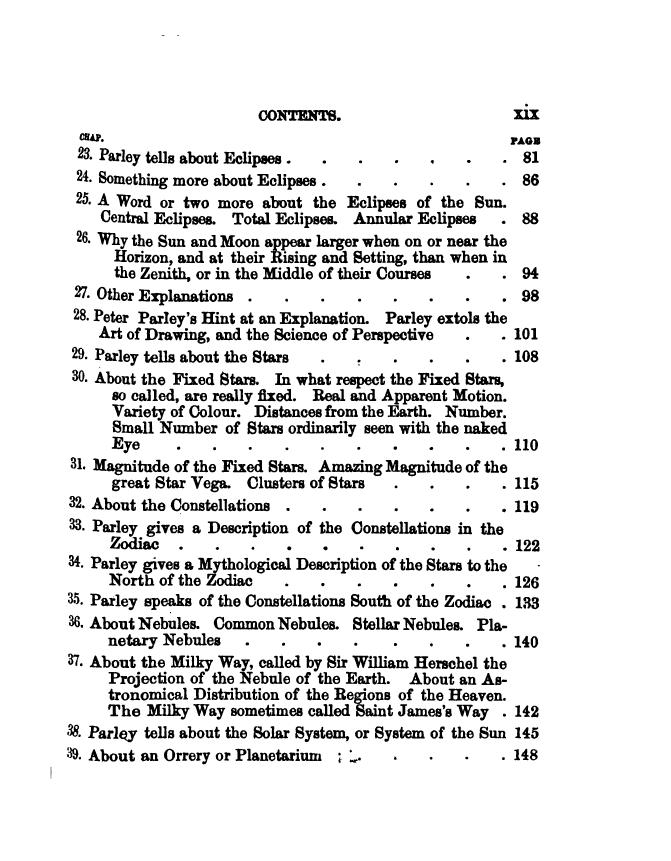 CONTENTS. xix
CHAP. PAGE
23. Parley tells about Eclipses . . . . . . . 81
24. Something more about Eclipses . . . . . . 86
25. A Word or two more about the Eclipses of the Sun.
Central Eclipses. Total Eclipses. Annular Eclipses . 88
26. Why the Sun and Moon appear larger when on or near the
Horizon, and at their Rising and Setting, than when in
the Zenith, or in the Middle of their Courses . . 94
27. Other Explanations . . . . . . . . 98
28. Peter Parley's Hint at an Explanation. Parley extols the
Art of Drawing, and the Science of Perspective . . 101
29. Parley tells about the Stars . . . . . . 108
30. About the Fixed Stars. In what respect the Fixed Stars,
so called, are really fixed. Real and Apparent Motion.
Variety of Colour. Distances from the Earth. Number.
Small Number of Stars ordinarily seen with the naked
Eye . . . . . . . . . . 110
31. Magnitude of the Fixed Stars. Amazing Magnitude of the
great Star Vega. Clusters of Stars . . . . 115
32. About the Constellations . . . . . . . 119
33. Parley gives a Description of the Constellations in the
Zodiac . . . . . . . . . . 122
34. Parley gives a Mythological Description of the Stars to the
North of the Zodiac . . . . . . . 126
35. Parley speaks of the Constellations South of the Zodiac . 133
36. About Nebules. Common Nebules. Stellar Nebules. Pla-
netary Nebules . . . . . . . . 140
37. About the Milky Way, called by Sir William Herschel the
Projection of the Nebule of the Earth. About an As-
tronomical Distribution of the Regions of the Heaven.
The Milky Way sometimes called Saint James's Way . 142
38. Parley tells about the Solar System, or System of the Sun 145
39. About an Orrery or Planetarium . . . . . . 148